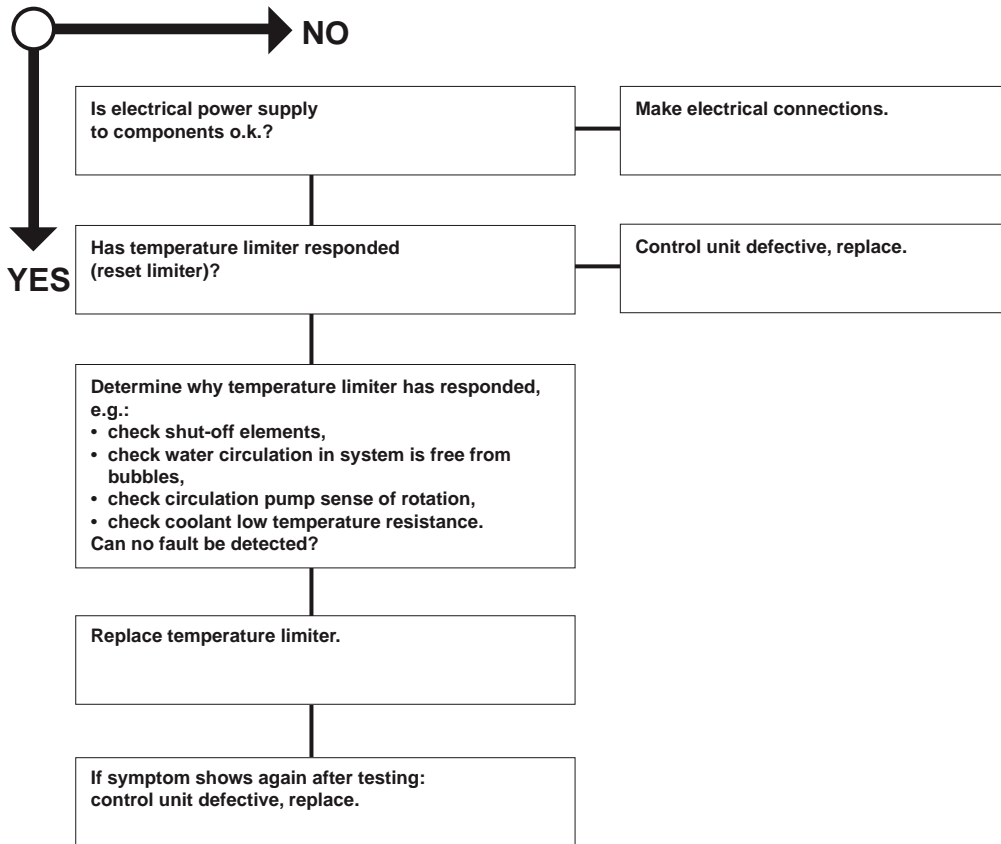 NO
YES
Is electrical power supply
to components o.k.?
Make electrical connections.
Has temperature limiter responded
(reset limiter)?
Control unit defective, replace.
Determine why temperature limiter has responded,
e.g.:
• check shut-off elements,
• check water circulation in system is free from
bubbles,
• check circulation pump sense of rotation,
• check coolant low temperature resistance.
Can no fault be detected?
Replace temperature limiter.
If symptom shows again after testing:
control unit defective, replace.